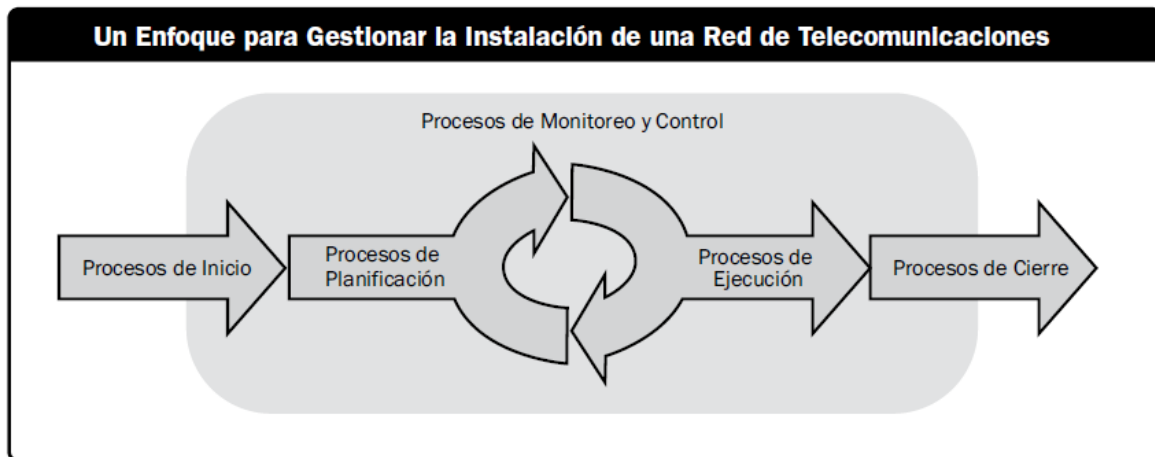 Un Enfoque para Gestionar la Instalación de una Red de Telecomunicaciones
Procesos de Monitoreo y Control
Procesos de Inicio
Procesos de
Planificación
Procesos de
Ejecución
Procesos de Cierre